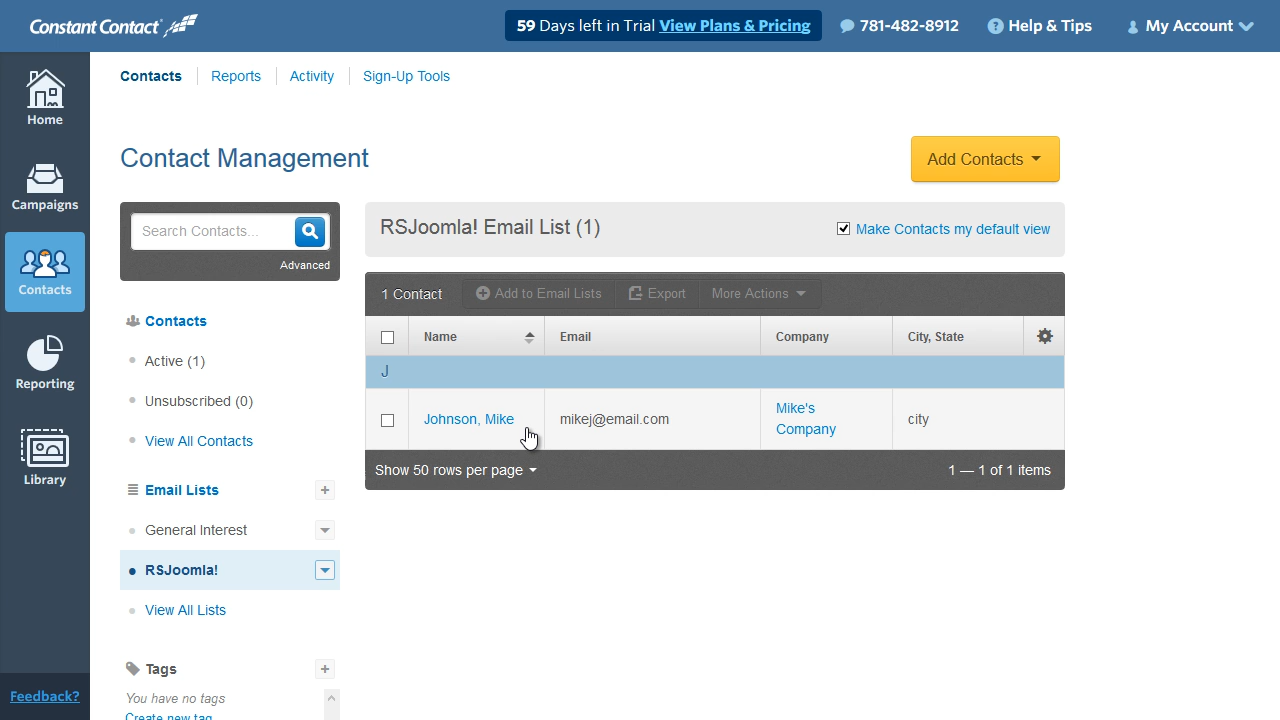 Constant Contact
59 Days left in Trial View Plans & Pricing
781-482-8912
Help & Tips
My Account
Home
Campaigns
Contacts
Reporting
Library
Feedback?
Contacts
Reports
Activity
Sign-Up Tools
Contact Management
Add Contacts
Search Contacts...
Advanced
Contacts
Active (1)
Unsubscribed (0)
View All Contacts
Email Lists
+
General Interest
RSJoomla!
View All Lists
Tags
+
You have no tags
Create new tag
RSJoomla! Email List (1)
Make Contacts my default view
1 Contact
Add to Email Lists
Export
More Actions
Name
Email
Company
City, State
J
Johnson, Mike
mikej@email.com
Mike's
Company
city
Show 50 rows per page
1 — 1 of 1 items